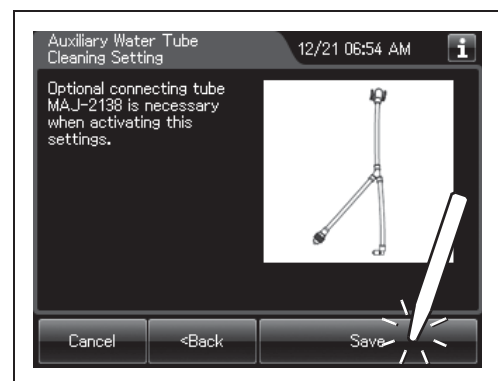 Auxiliary Water Tube
Cleaning Setting
12/21 06:54 AM
i
Optional connecting tube
MAJ-2138 is necessary
when activating this
settings.
Cancel
<Back
Save